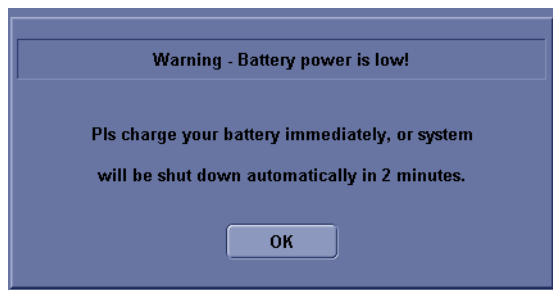 Warning - Battery power is low!
Pls charge your battery immediately, or system
will be shut down automatically in 2 minutes.
OK